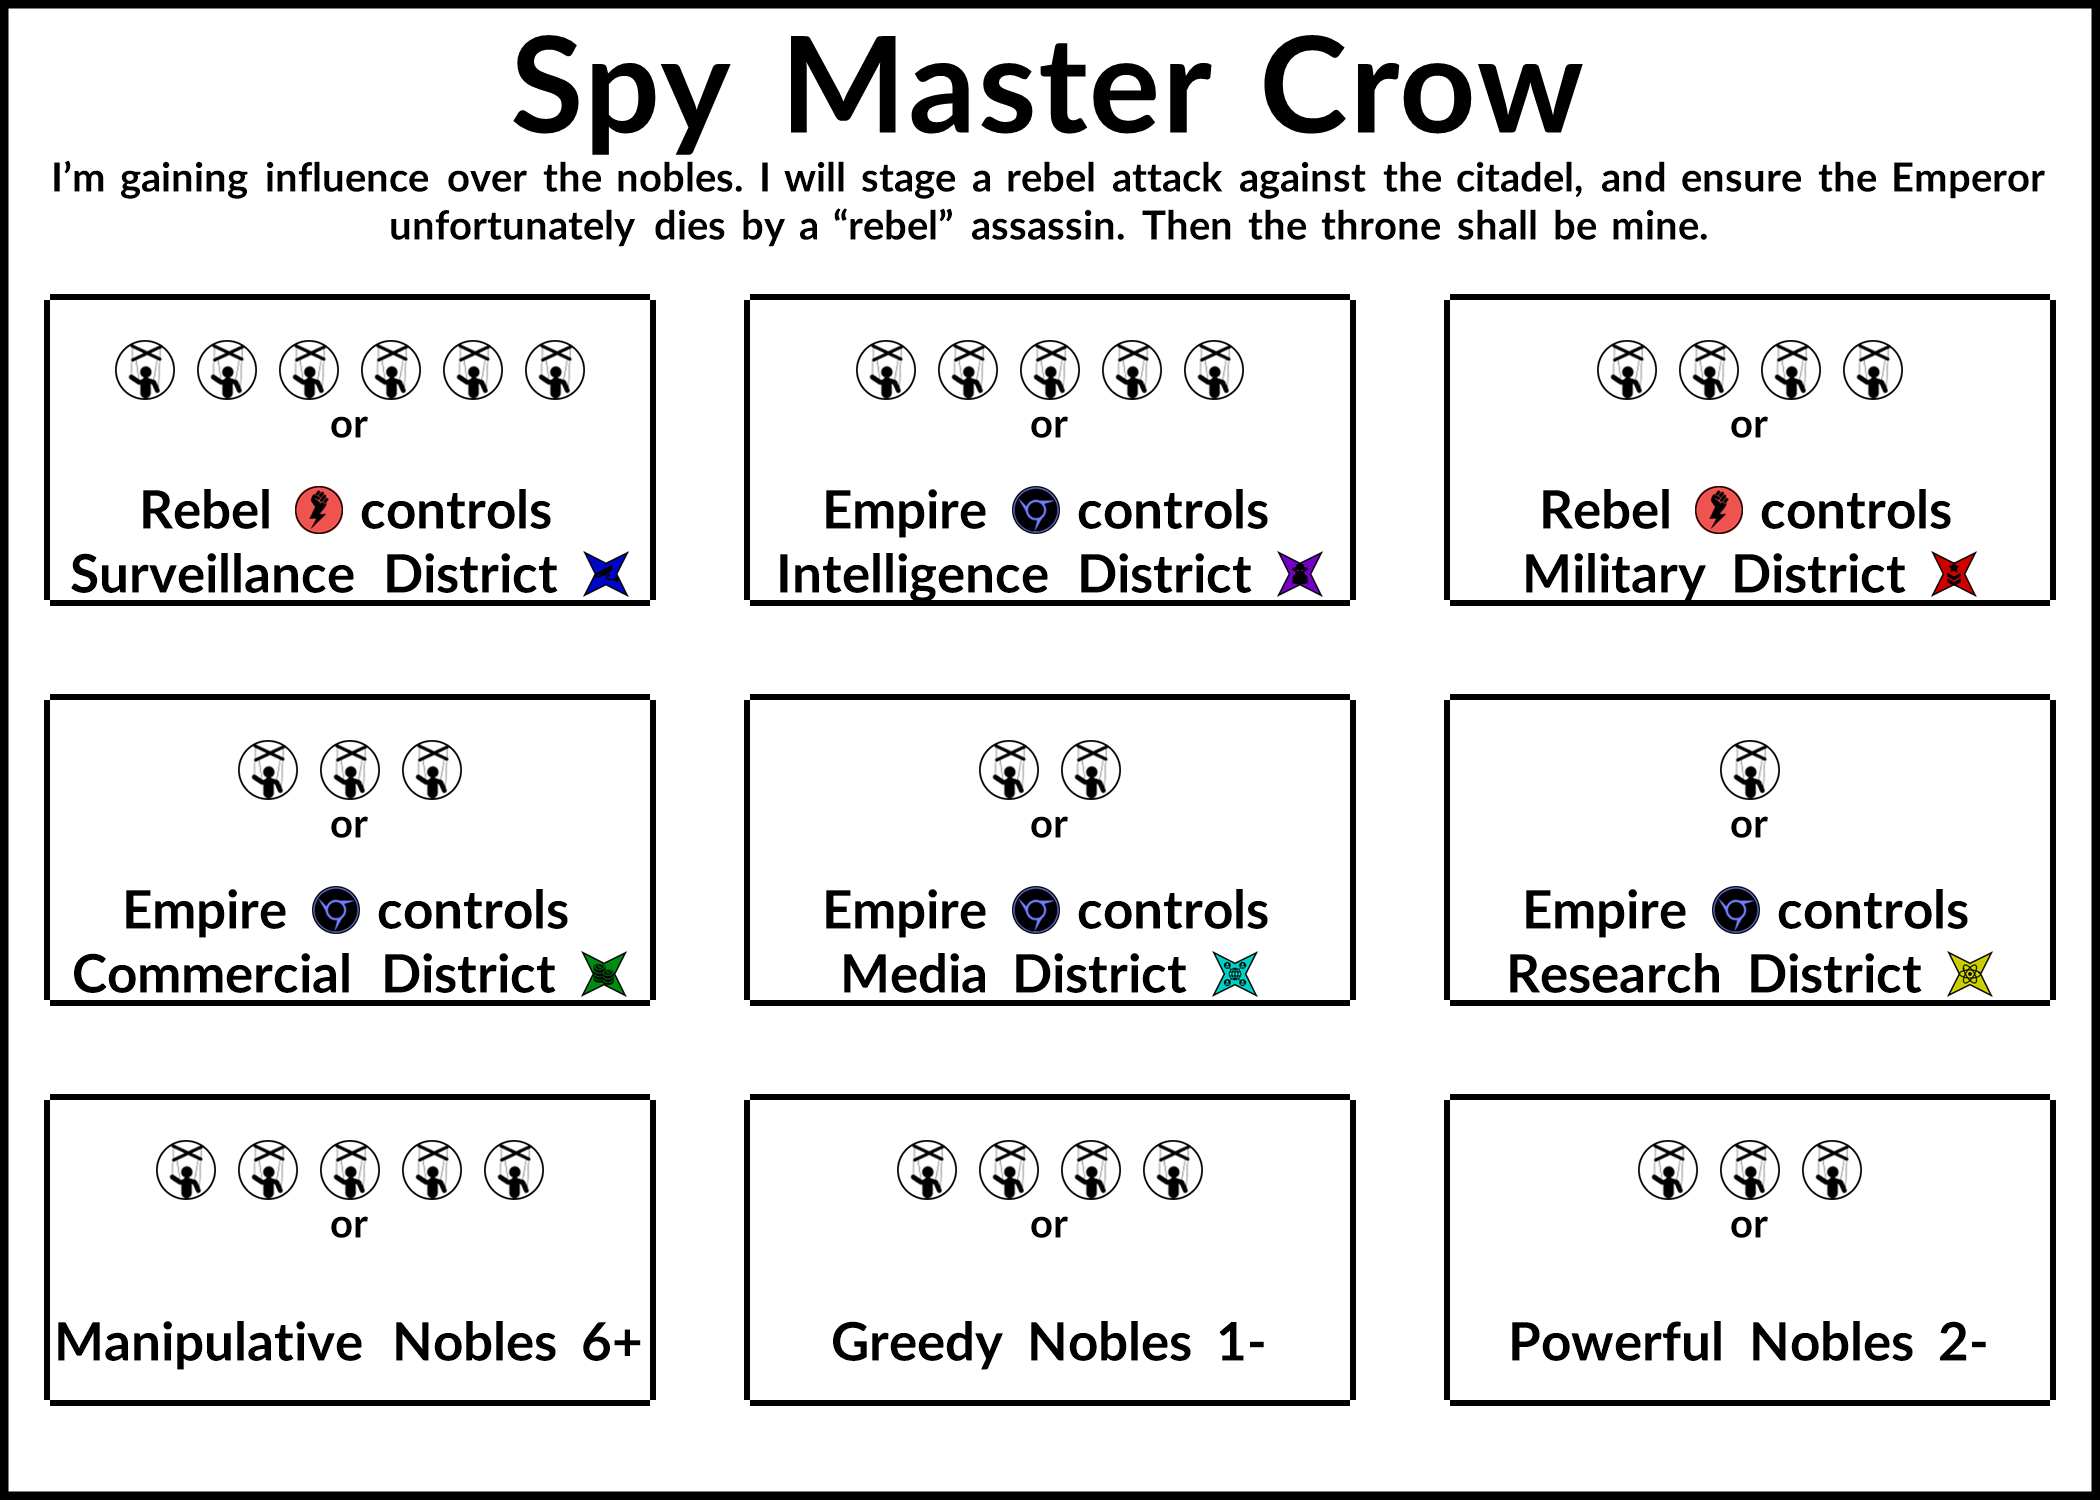 Spy Master Crow
I’m gaining influence over the nobles. I will stage a rebel attack against the citadel, and ensure the Emperor
unfortunately dies by a “rebel” assassin. Then the throne shall be mine.
or
Rebel controls
Surveillance District
or
Empire controls
Intelligence District
or
Rebel controls
Military District
or
Empire controls
Commercial District
or
Empire controls
Media District
or
Empire controls
Research District
or
Manipulative Nobles 6+
or
Greedy Nobles 1-
or
Powerful Nobles 2-